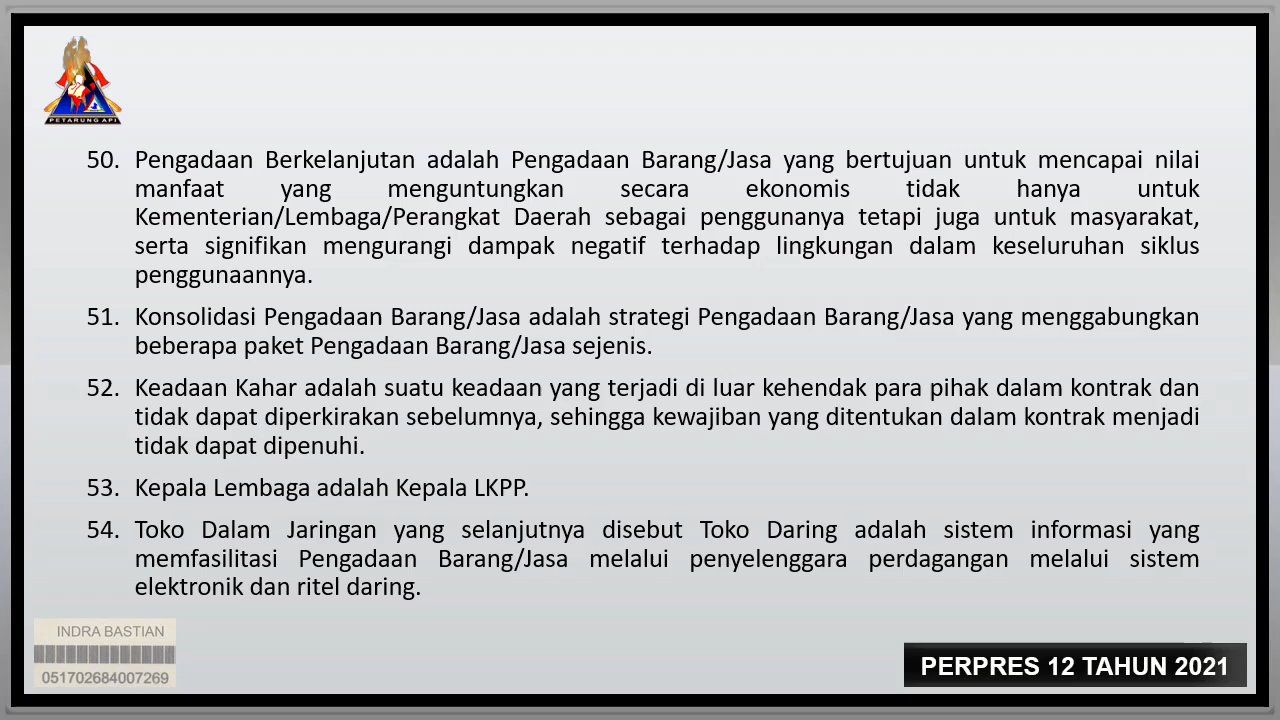 PETARUNG API
50. Pengadaan Berkelanjutan adalah Pengadaan Barang/Jasa yang bertujuan untuk mencapai nilai
manfaat yang menguntungkan secara ekonomis tidak hanya untuk
Kementerian/Lembaga/Perangkat Daerah sebagai penggunanya tetapi juga untuk masyarakat,
serta signifikan mengurangi dampak negatif terhadap lingkungan dalam keseluruhan siklus
penggunaannya.
51. Konsolidasi Pengadaan Barang/Jasa adalah strategi Pengadaan Barang/Jasa yang menggabungkan
beberapa paket Pengadaan Barang/Jasa sejenis.
52. Keadaan Kahar adalah suatu keadaan yang terjadi di luar kehendak para pihak dalam kontrak dan
tidak dapat diperkirakan sebelumnya, sehingga kewajiban yang ditentukan dalam kontrak menjadi
tidak dapat dipenuhi.
53. Kepala Lembaga adalah Kepala LKPP.
54. Toko Dalam Jaringan yang selanjutnya disebut Toko Daring adalah sistem informasi yang
memfasilitasi Pengadaan Barang/Jasa melalui penyelenggara perdagangan melalui sistem
elektronik dan ritel daring.
INDRA BASTIAN
051702684007269
PERPRES 12 TAHUN 2021